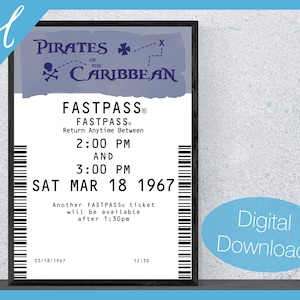 PIRATES
OF THE
CARIBBEAN
X
FASTPASS®
FASTPASS®
Return Anytime Between
2:00 PM
AND
3:00 PM
SAT MAR 18 1967
Another FASTPASS® ticket
will be available
after 1:30pm
03/18/1967 12:30
Digital
Download